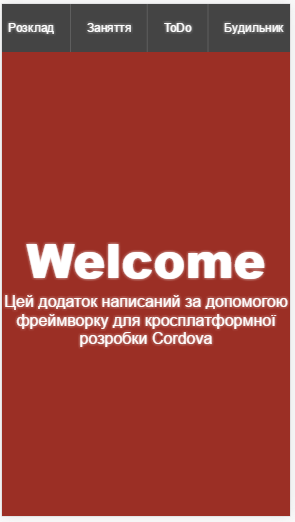 Розклад Заняття ToDo Будильник
Welcome
Цей додаток написаний за допомогою
фреймворку для кросплатформної
розробки Cordova